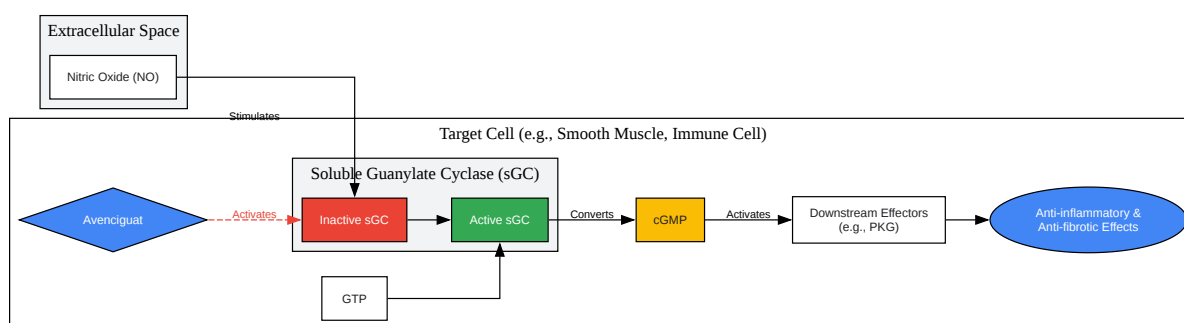 Extracellular Space
Nitric Oxide (NO)
Stimulates
Target Cell (e.g., Smooth Muscle, Immune Cell)
Soluble Guanylate Cyclase (sGC)
Avenciguat
Activates
Inactive sGC
Active sGC
Converts
cGMP
Activates
Downstream Effectors
(e.g., PKG)
Anti-inflammatory &
Anti-fibrotic Effects
GTP